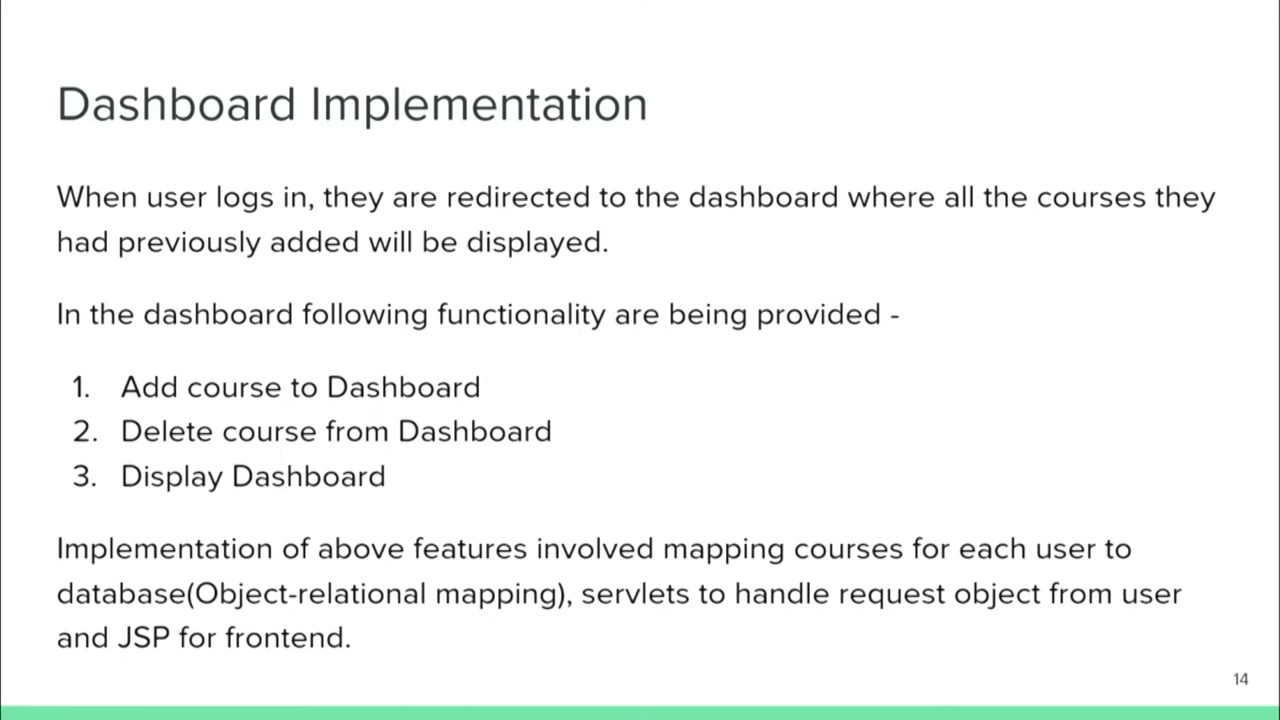 Dashboard Implementation
When user logs in, they are redirected to the dashboard where all the courses they
had previously added will be displayed.
In the dashboard following functionality are being provided -
1. Add course to Dashboard
2. Delete course from Dashboard
3. Display Dashboard
Implementation of above features involved mapping courses for each user to
database(Object-relational mapping), servlets to handle request object from user
and JSP for frontend.
14